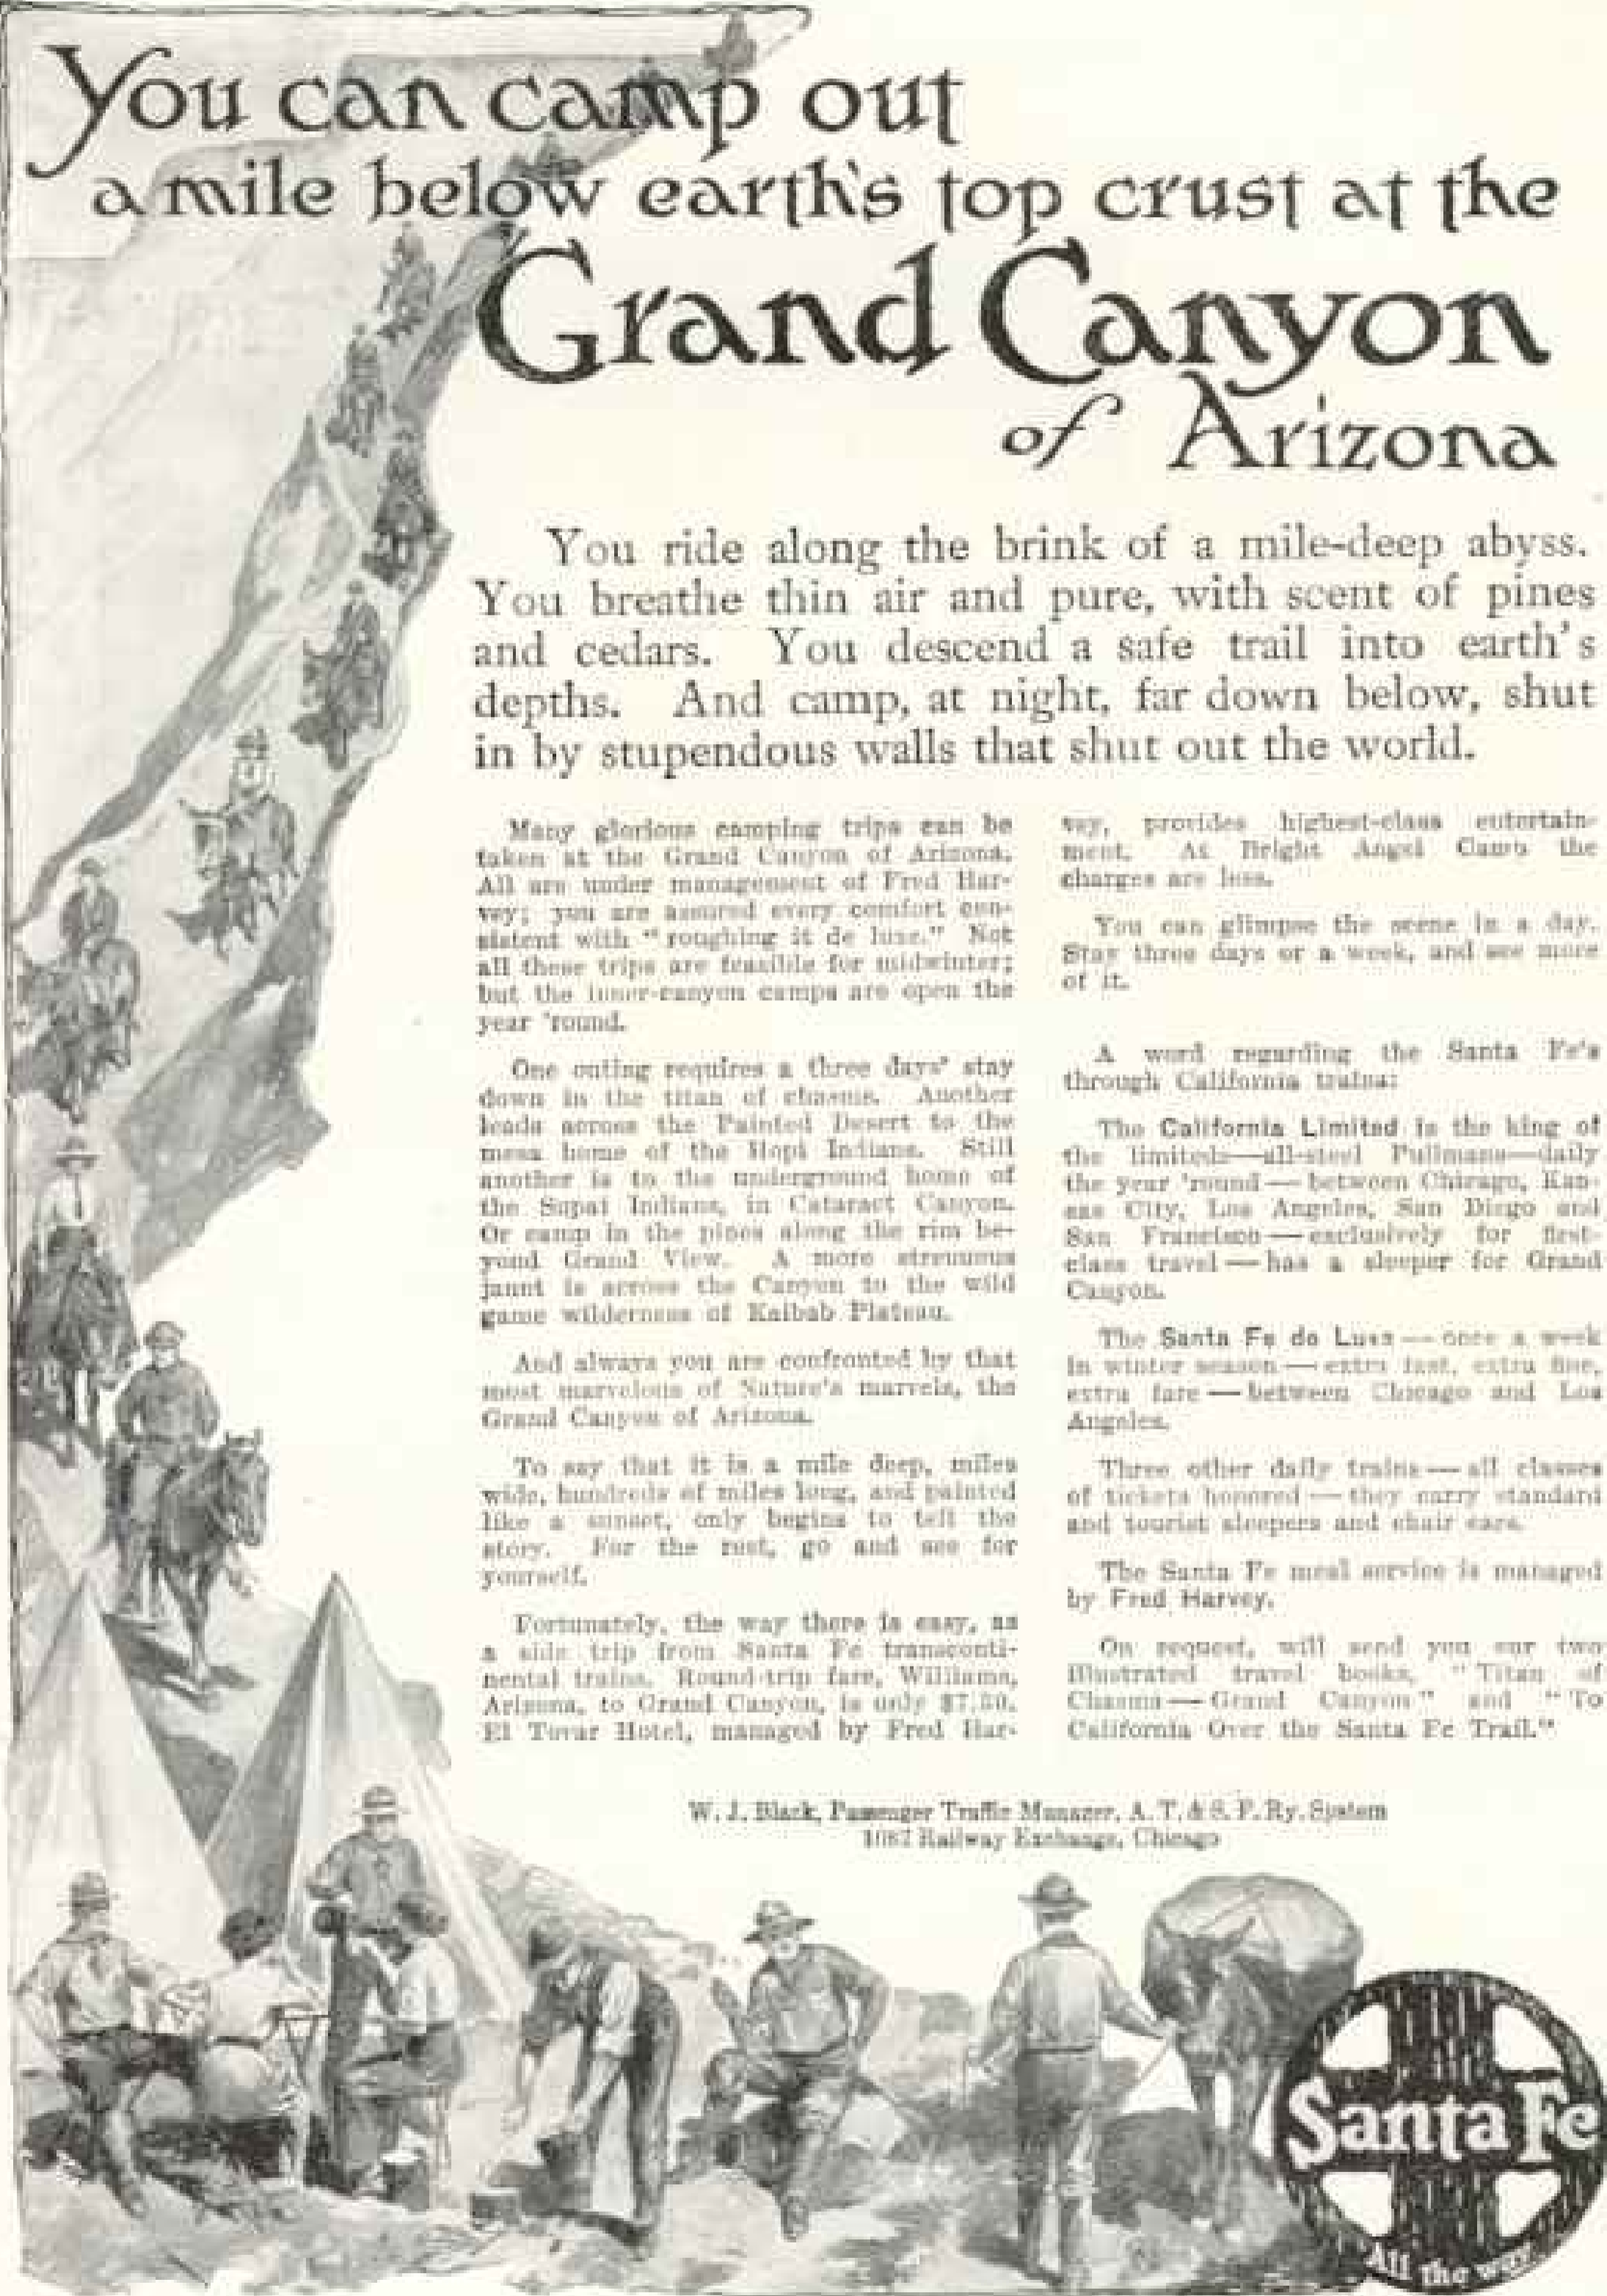 You can camp out
a mile below earth's top crust at the
Grand Canyon
of Arizona
You ride along the brink of a mile-deep abyss.
You breathe thin air and pure, with scent of pines
and cedars. You descend a safe trail into earth's
depths. And camp, at night, far down below, shut
in by stupendous walls that shut out the world.
Many glorious camping trips can be
taken at the Grand Canyon of Arizona.
All are under management of Fred Har-
vey; you are assured every comfort con-
sistent with "roughing it de luxe." Not
all these trips are feasible for midwinter;
but the inner-canyon camps are open the
year 'round.
One outing requires a three days' stay
down in the titan of chasms. Another
leads across the Painted Desert to the
mesa home of the Hopi Indians. Still
another is to the underground home of
the Supai Indians, in Cataract Canyon.
Or camp in the pines along the rim be-
yond Grand View. A more strenuous
jaunt is across the Canyon to the wild
game wilderness of Kaibab Plateau.
And always you are confronted by that
most marvelous of Nature's marvels, the
Grand Canyon of Arizona.
To say that it is a mile deep, miles
wide, hundreds of miles long, and painted
like a sunset, only begins to tell the
story. For the rest, go and see for
yourself.
Fortunately, the way there is easy, as
a side trip from Santa Fe transconti-
nental trains. Round-trip fare, Williams,
Arizona, to Grand Canyon, is only $7.50.
El Tovar Hotel, managed by Fred Har-
vey, provides highest-class entertain-
ment. At Bright Angel Camp the
charges are less.
You can glimpse the scene in a day.
Stay three days or a week, and see more
of it.
A word regarding the Santa Fe's
through California trains:
The California Limited is the king of
the limiteds—all-steel Pullmans—daily
the year 'round—between Chicago, Kan-
sas City, Los Angeles, San Diego and
San Francisco—exclusively for first-
class travel—has a sleeper for Grand
Canyon.
The Santa Fe de Luxe—once a week
in winter season—extra fast, extra fine,
extra fare—between Chicago and Los
Angeles.
Three other daily trains—all classes
of tickets honored—they carry standard
and tourist sleepers and chair cars.
The Santa Fe meal service is managed
by Fred Harvey.
On request, will send you our two
illustrated travel books, "Titan of
Chasms—Grand Canyon" and "To
California Over the Santa Fe Trail."
W. J. Black, Passenger Traffic Manager, A. T. & S. F. Ry. System
Railway Exchange, Chicago
Santa Fe
All the way